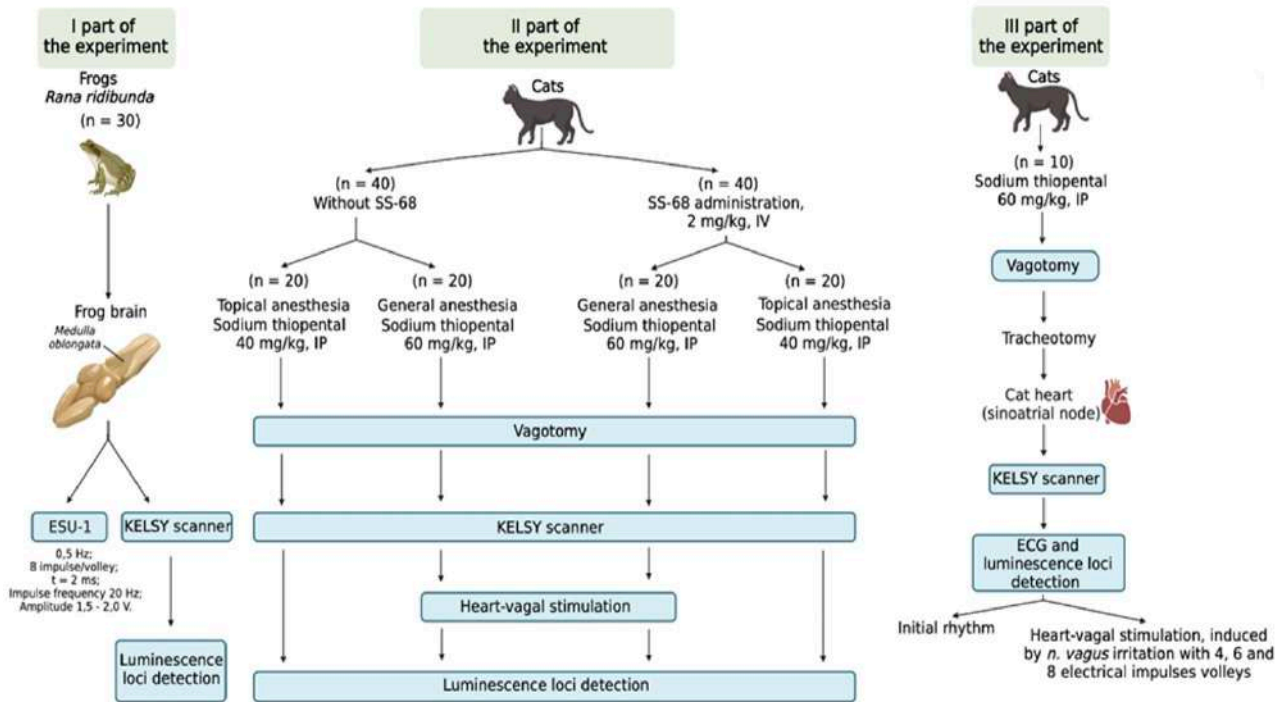 I part of
the experiment
Frogs
Rana ridibunda
(n = 30)
Frog brain
Medulla
oblongata
ESU-1
KELSY scanner
0,5 Hz;
8 impulse/volley;
t = 2 ms;
Impulse frequency 20 Hz;
Amplitude 1,5 - 2,0 V.
Luminescence
loci detection
II part of
the experiment
Cats
(n = 40)
Without SS-68
(n = 40)
SS-68 administration,
2 mg/kg, IV
(n = 20)
Topical anesthesia
Sodium thiopental
40 mg/kg, IP
(n = 20)
General anesthesia
Sodium thiopental
60 mg/kg, IP
(n = 20)
General anesthesia
Sodium thiopental
60 mg/kg, IP
(n = 20)
Topical anesthesia
Sodium thiopental
40 mg/kg, IP
Vagotomy
KELSY scanner
Heart-vagal stimulation
Luminescence loci detection
III part of
the experiment
Cats
(n = 10)
Sodium thiopental
60 mg/kg, IP
Vagotomy
Tracheotomy
Cat heart
(sinoatrial node)
KELSY scanner
ECG and
luminescence loci
detection
Initial rhythm
Heart-vagal stimulation, induced
by n. vagus irritation with 4, 6 and
8 electrical impulses volleys